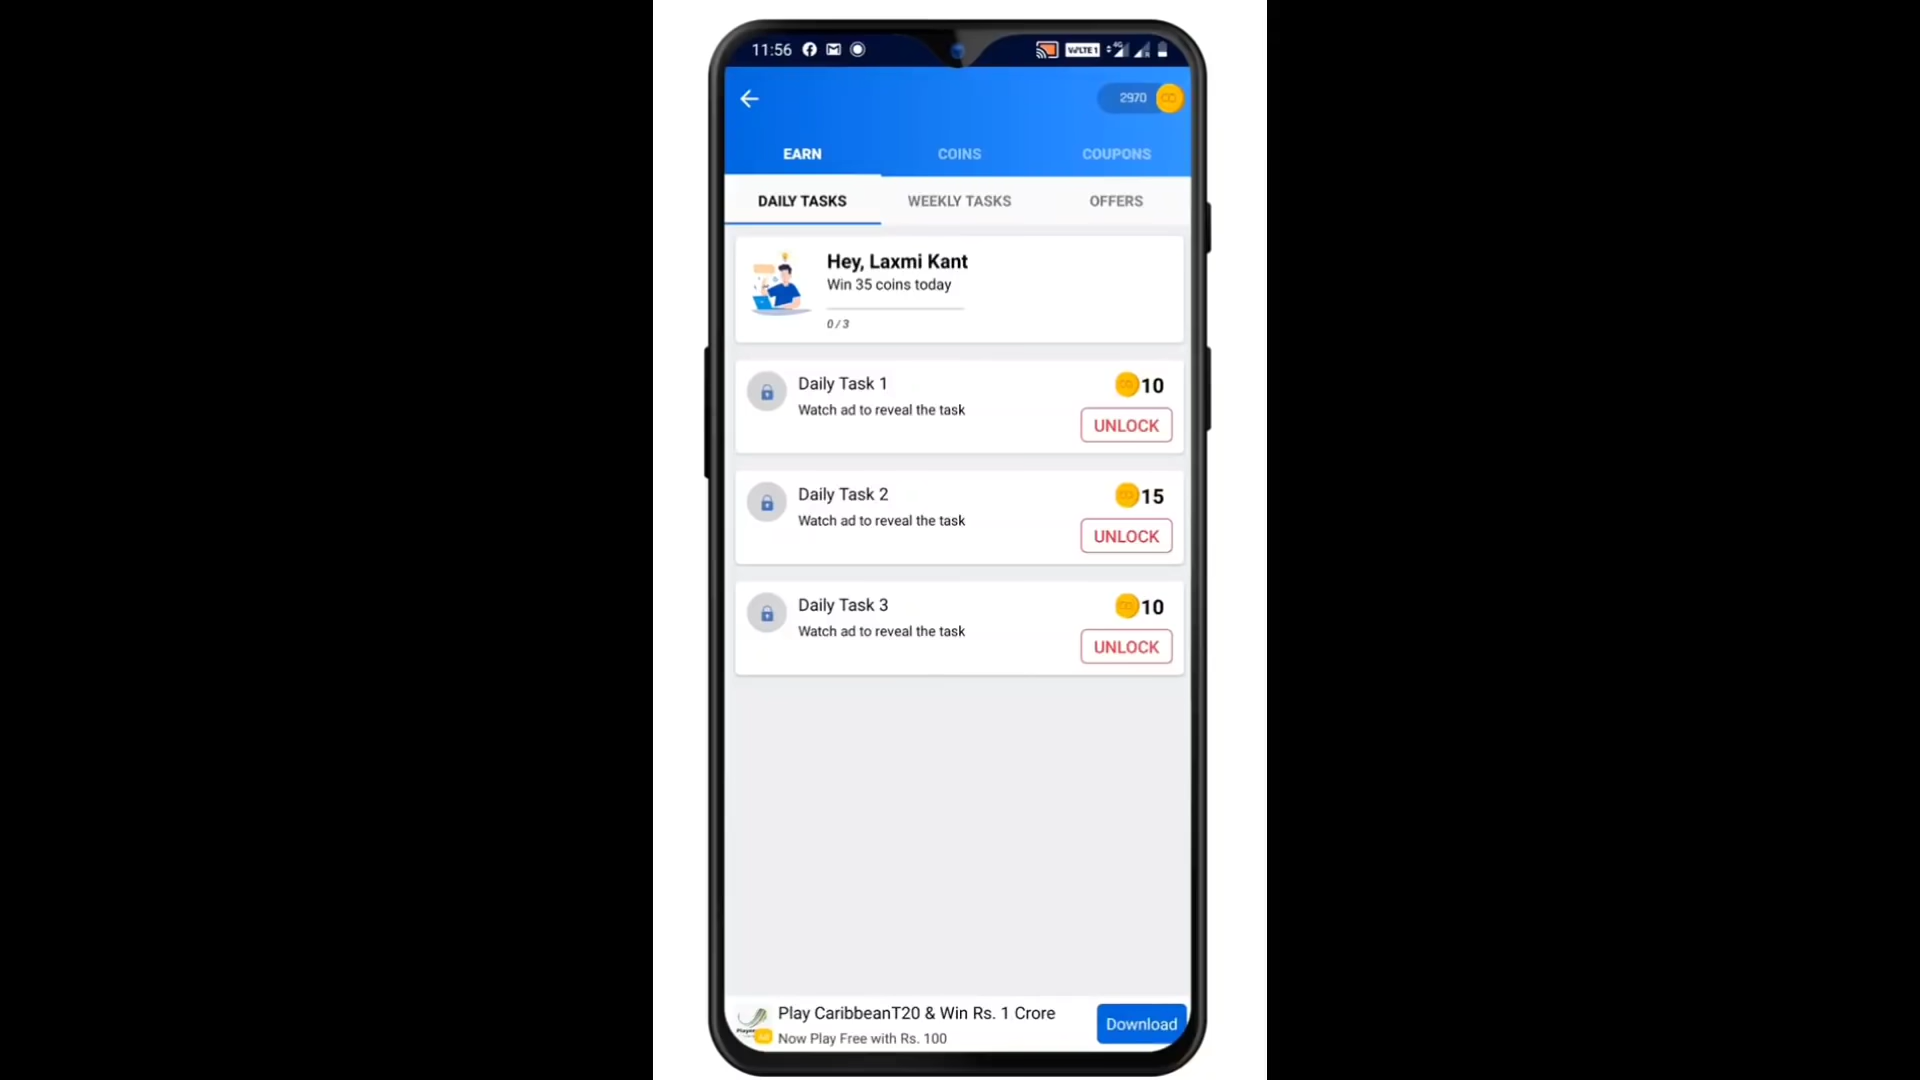 11:56
VoLTE 1 4G
2970
EARN
COINS
COUPONS
DAILY TASKS
WEEKLY TASKS
OFFERS
Hey, Laxmi Kant
Win 35 coins today
0 / 3
Daily Task 1
10
Watch ad to reveal the task
UNLOCK
Daily Task 2
15
Watch ad to reveal the task
UNLOCK
Daily Task 3
10
Watch ad to reveal the task
UNLOCK
Play CaribbeanT20 & Win Rs. 1 Crore
Now Play Free with Rs. 100
Download